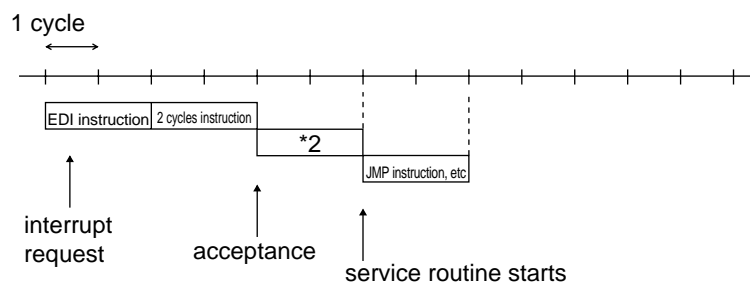 1 cycle
EDI instruction
2 cycles instruction
*2
JMP instruction, etc
interrupt
request
acceptance
service routine starts